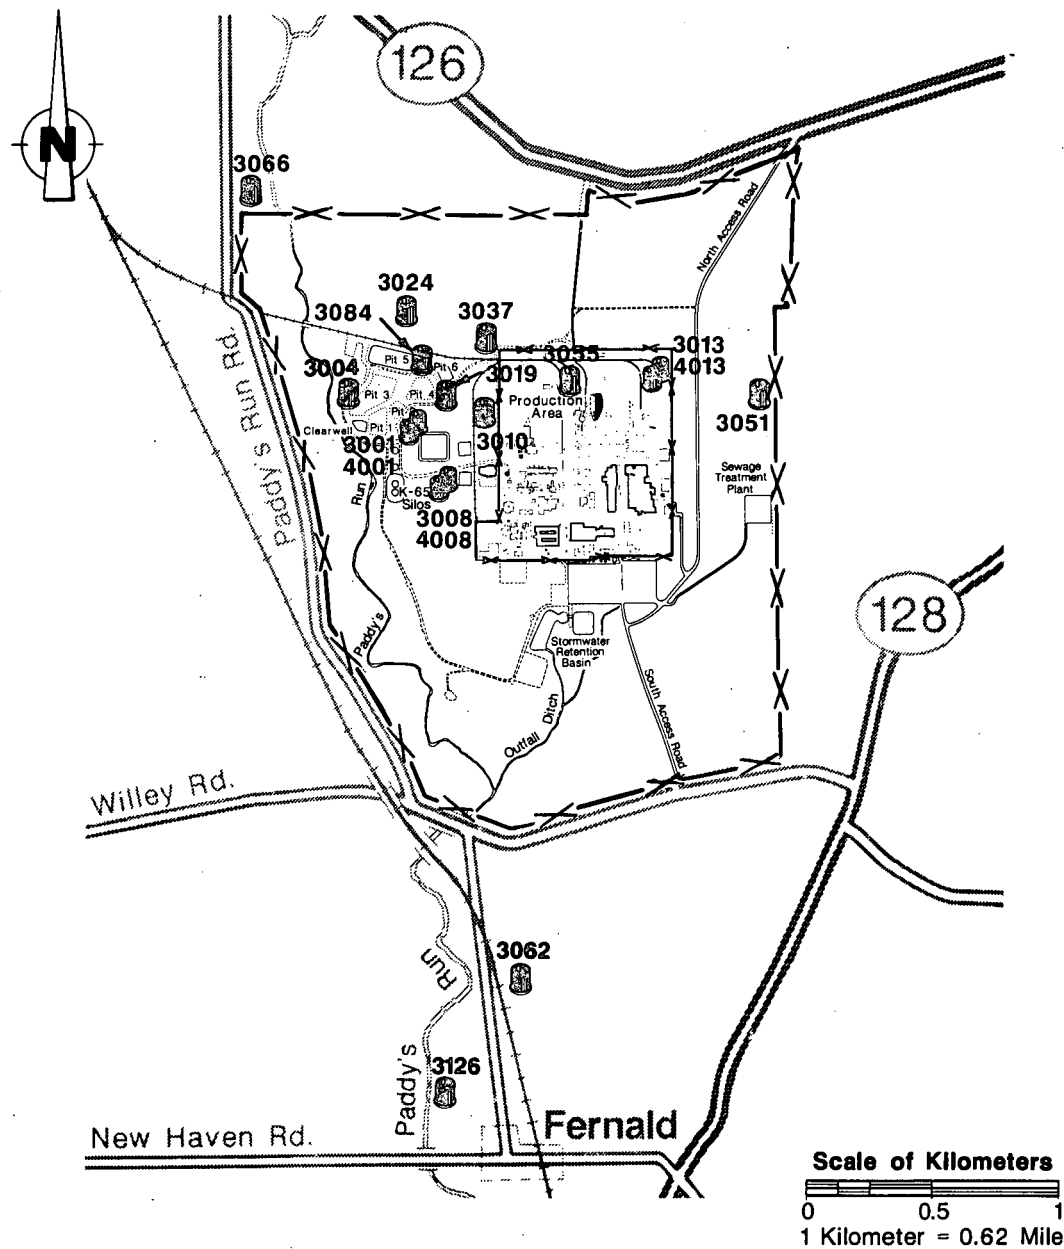 126
N
3066
North Access Road
3024
3084
3037
3055
3013
4013
Pit 5
Pit 6
3004
3019
Pit 3
Pit 4
Production
Area
3051
Pit
Pit 1
Clearwell
3001
4001
3010
Paddy's Run Rd.
Sewage
Treatment
Plant
K-65
Silos
Run
3008
4008
128
Paddy's
Stormwater
Retention
Basin
South Access Road
Outfall Ditch
Willey Rd.
3062
Run
Paddy's
3126
Fernald
New Haven Rd.
Scale of Kilometers
0 0.5 1
1 Kilometer = 0.62 Mile